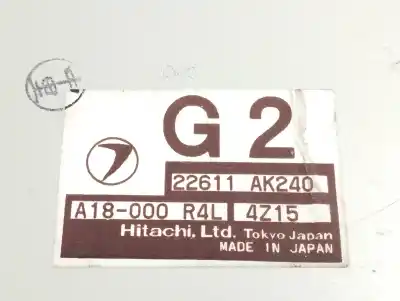 G 2
22611 AK240
A18-000 R4L 4Z15
Hitachi, Ltd. Tokyo Japan
MADE IN JAPAN